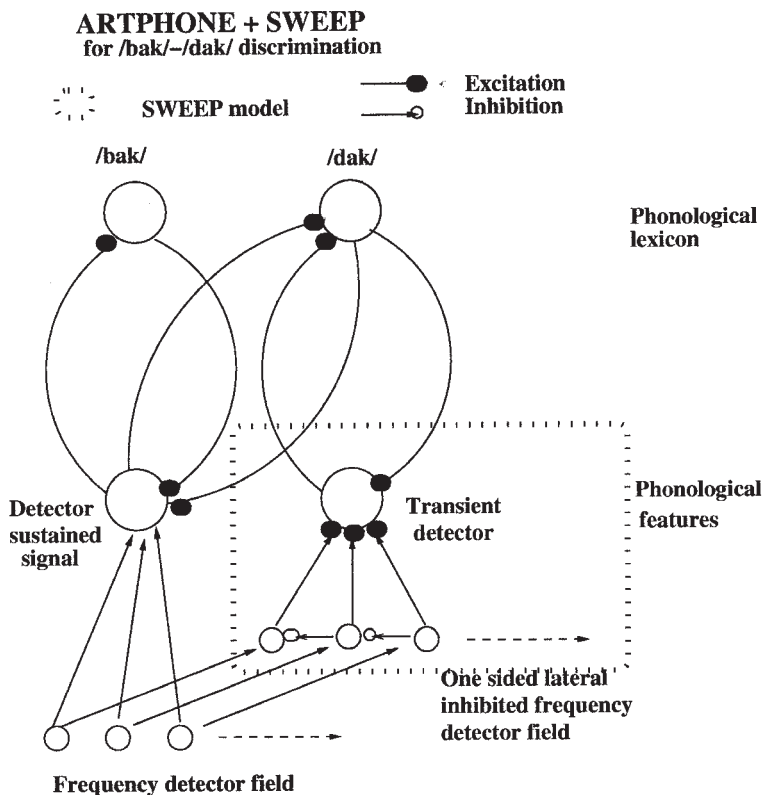 ARTPHONE + SWEEP
for /bak/–/dak/ discrimination
SWEEP model
Excitation
Inhibition
/bak/
/dak/
Phonological
lexicon
Detector
sustained
signal
Transient
detector
Phonological
features
One sided lateral
inhibited frequency
detector field
Frequency detector field